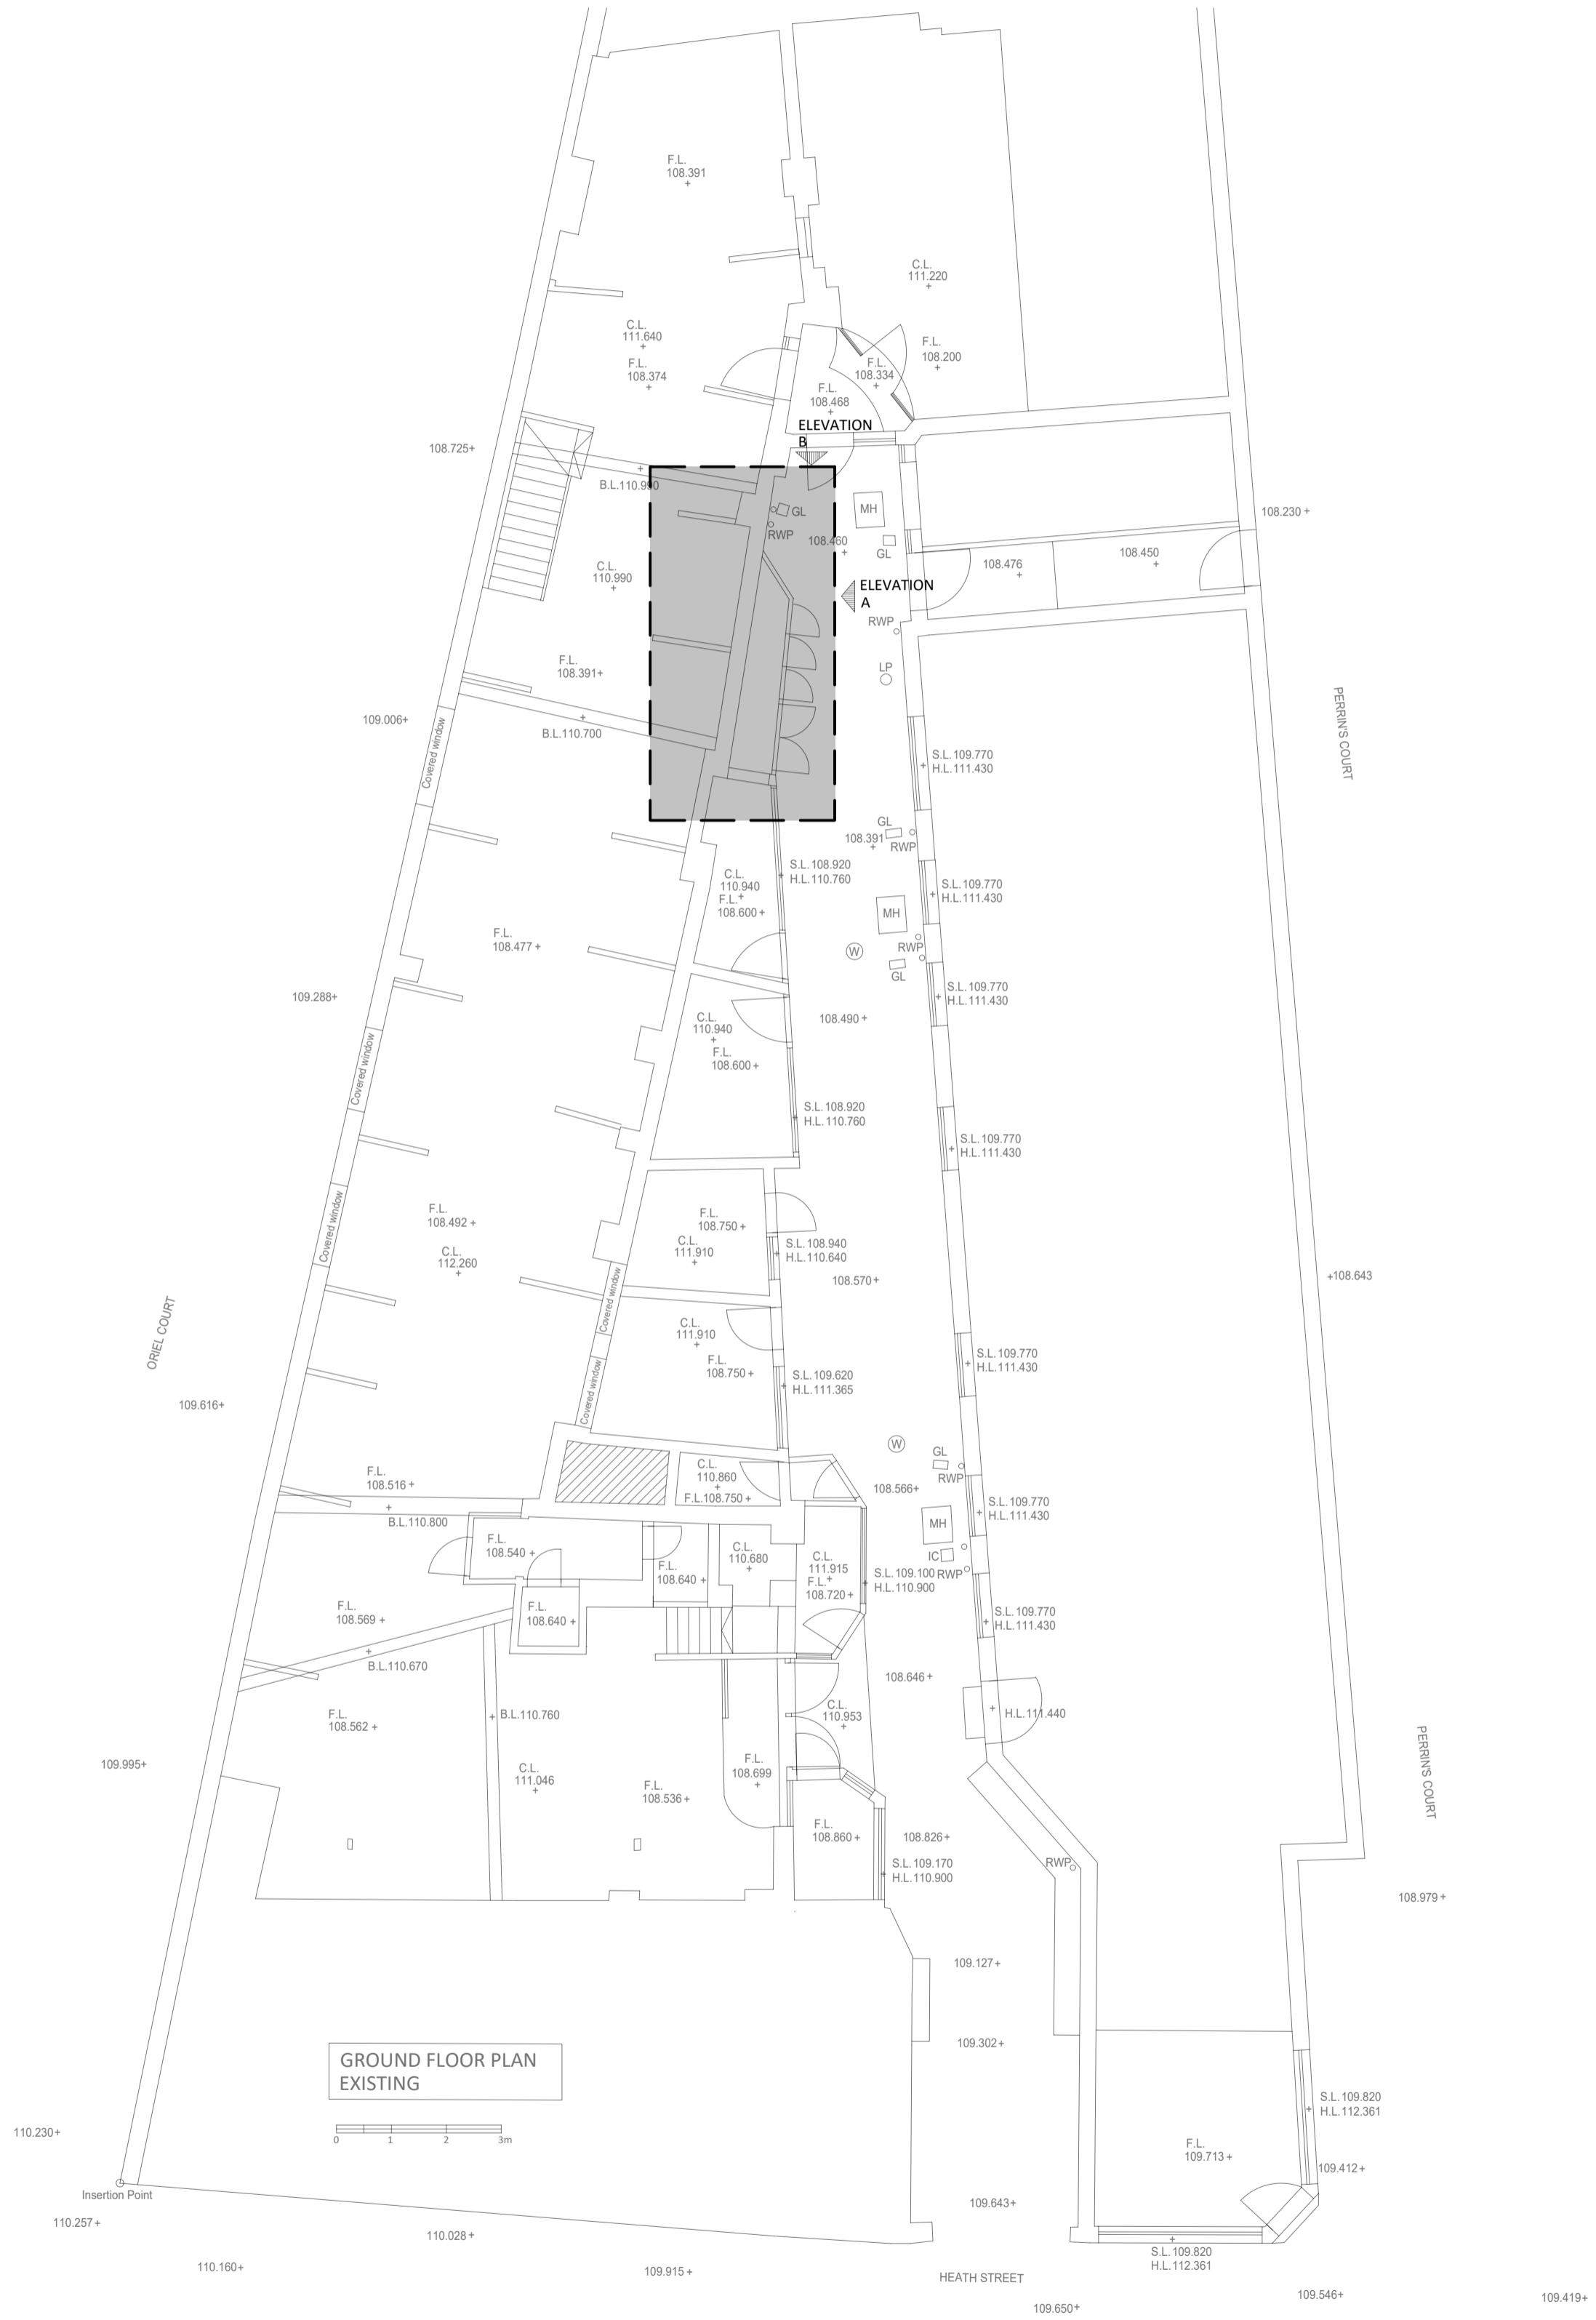 F.L.
108.391
C.L.
111.220
C.L.
111.640
F.L.
108.374
F.L.
108.200
F.L.
108.334
F.L.
108.468
ELEVATION
B
108.725+
B.L.110.990
GL
RWP
MH
108.460
GL
108.230 +
108.476
108.450
C.L.
110.990
ELEVATION
A
RWP
LP
F.L.
108.391+
109.006+
Covered window
B.L.110.700
PERRIN'S COURT
S.L. 109.770
H.L. 111.430
GL
108.391
RWP
S.L. 108.920
H.L. 110.760
C.L.
110.940
F.L.
108.600 +
S.L. 109.770
H.L. 111.430
MH
RWP
GL
W
F.L.
108.477 +
109.288+
S.L. 109.770
H.L. 111.430
C.L.
110.940
F.L.
108.600 +
108.490 +
Covered window
S.L. 108.920
H.L. 110.760
S.L. 109.770
H.L. 111.430
Covered window
F.L.
108.492 +
C.L.
112.260
F.L.
108.750 +
C.L.
111.910
S.L. 108.940
H.L. 110.640
108.570+
+108.643
Covered window
ORIEL COURT
C.L.
111.910
F.L.
108.750 +
S.L. 109.620
H.L. 111.365
S.L. 109.770
H.L. 111.430
Covered window
109.616+
W
GL
RWP
F.L.
108.516 +
C.L.
110.860
F.L.108.750 +
108.566+
S.L. 109.770
H.L. 111.430
B.L.110.800
MH
IC
RWP
F.L.
108.540 +
F.L.
108.640 +
C.L.
110.680
C.L.
111.915
F.L.
108.720 +
S.L. 109.100
H.L. 110.900
F.L.
108.569 +
F.L.
108.640 +
S.L. 109.770
H.L. 111.430
B.L.110.670
108.646 +
F.L.
108.562 +
B.L.110.760
C.L.
110.953
H.L. 111.440
109.995+
C.L.
111.046
F.L.
108.536 +
F.L.
108.699
PERRIN'S COURT
F.L.
108.860 +
108.826+
S.L. 109.170
H.L. 110.900
RWP
108.979 +
109.127+
109.302+
GROUND FLOOR PLAN
EXISTING
0 1 2 3m
110.230+
S.L. 109.820
H.L. 112.361
F.L.
109.713 +
109.412+
Insertion Point
109.643+
110.257+
110.028 +
110.160+
109.915 +
S.L. 109.820
H.L. 112.361
HEATH STREET
109.650+
109.546+
109.419+